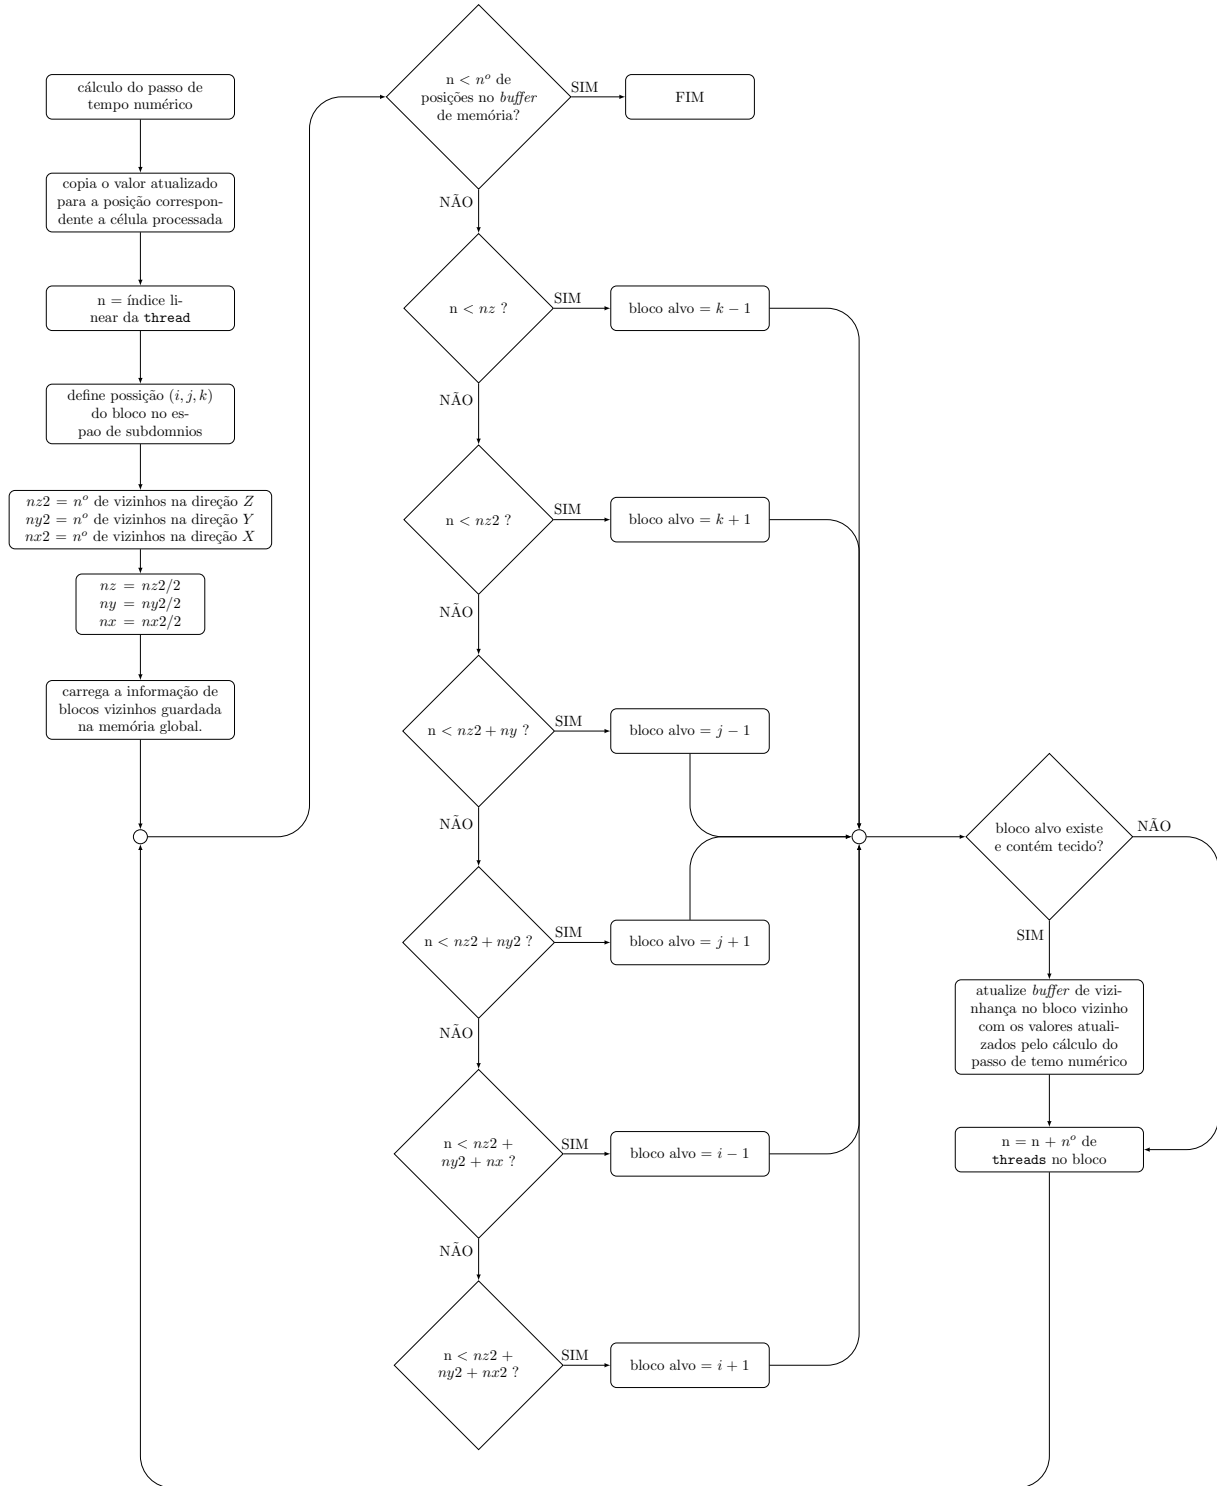 cálculo do passo de
tempo numérico
copia o valor atualizado
para a posição correspon-
dente a célula processada
n = índice li-
near da thread
define possição (i, j, k)
do bloco no es-
pao de subdomnios
nz2 = nº de vizinhos na direção Z
ny2 = nº de vizinhos na direção Y
nx2 = nº de vizinhos na direção X
nz = nz2/2
ny = ny2/2
nx = nx2/2
carrega a informação de
blocos vizinhos guardada
na memória global.
n < nº de
posições no buffer
de memória?
SIM
FIM
NÃO
n < nz ?
SIM
bloco alvo = k − 1
NÃO
n < nz2 ?
SIM
bloco alvo = k + 1
NÃO
n < nz2 + ny ?
SIM
bloco alvo = j − 1
NÃO
n < nz2 + ny2 ?
SIM
bloco alvo = j + 1
NÃO
n < nz2 +
ny2 + nx ?
SIM
bloco alvo = i − 1
NÃO
n < nz2 +
ny2 + nx2 ?
SIM
bloco alvo = i + 1
bloco alvo existe
e contém tecido?
NÃO
SIM
atualize buffer de vizi-
nhança no bloco vizinho
com os valores atuali-
zados pelo cálculo do
passo de temo numérico
n = n + nº de
threads no bloco